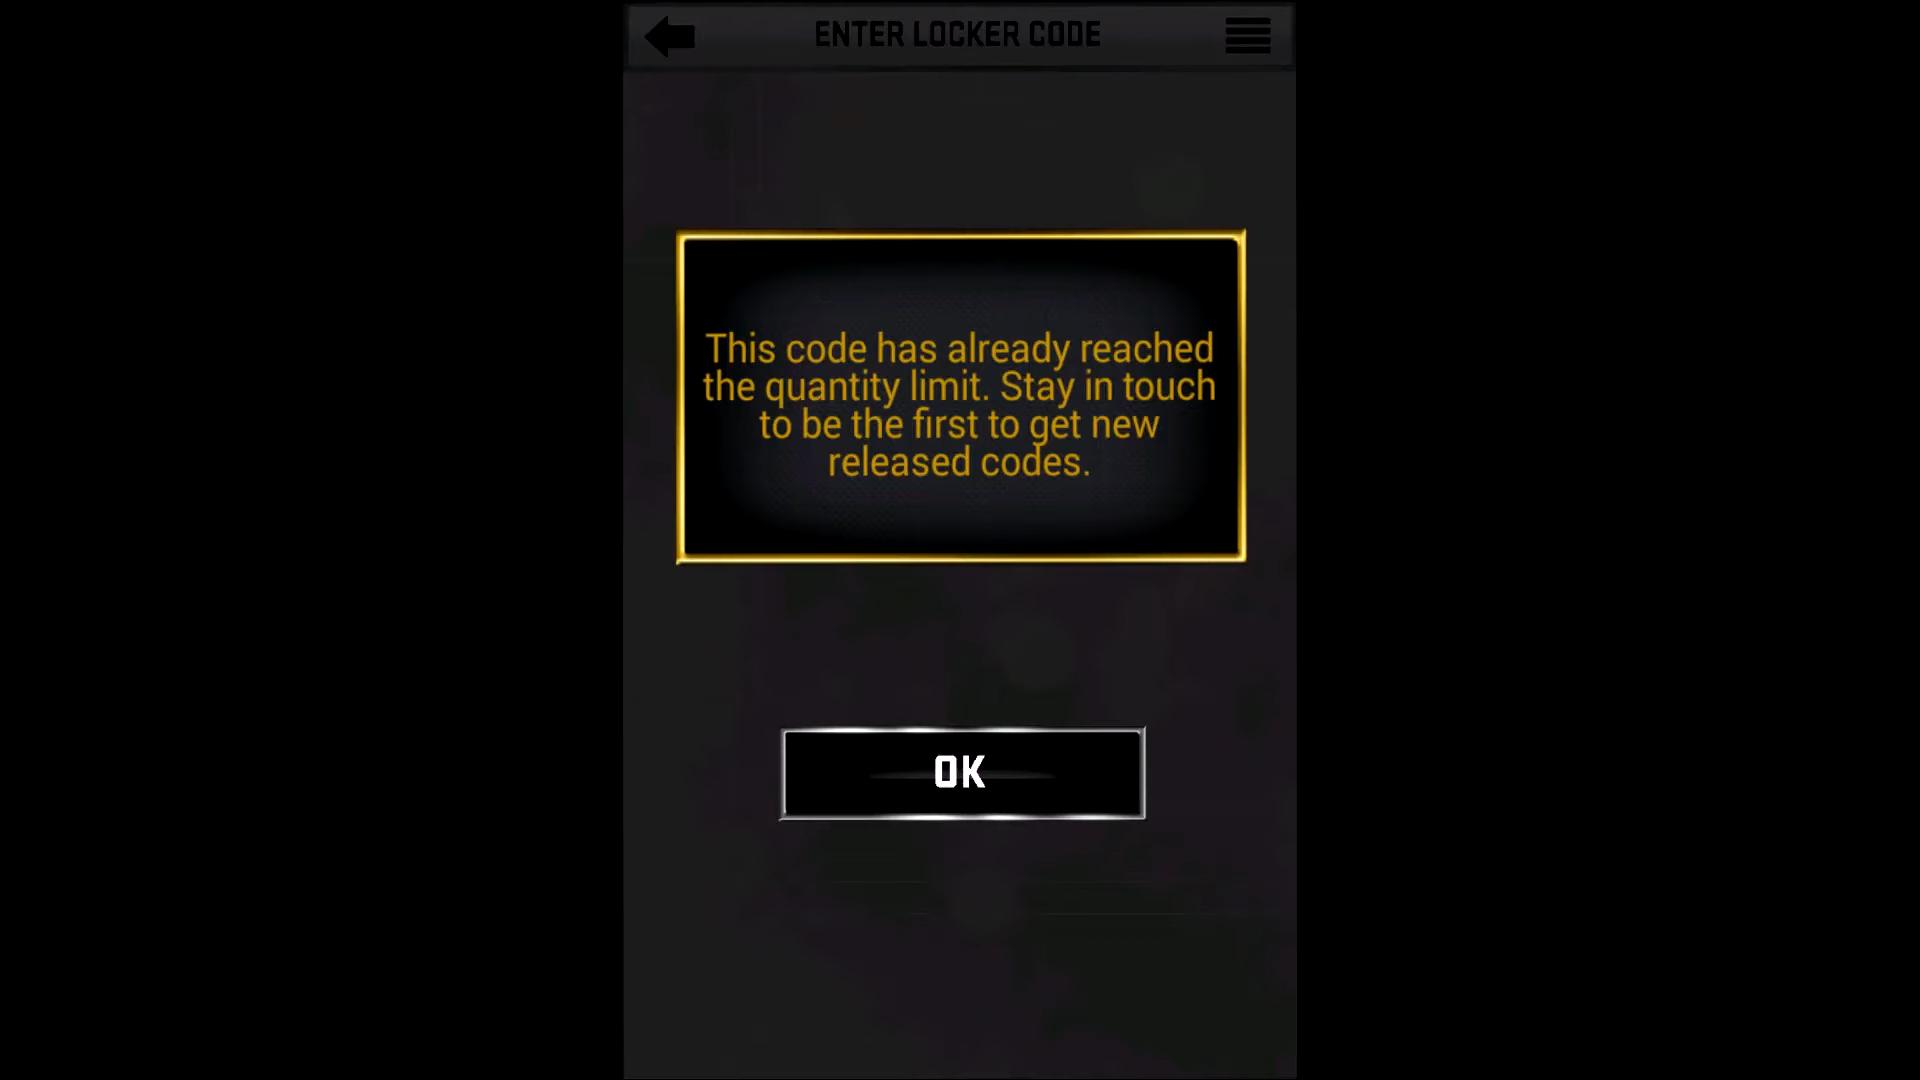 ENTER LOCKER CODE
This code has already reached
the quantity limit. Stay in touch
to be the first to get new
released codes.
OK